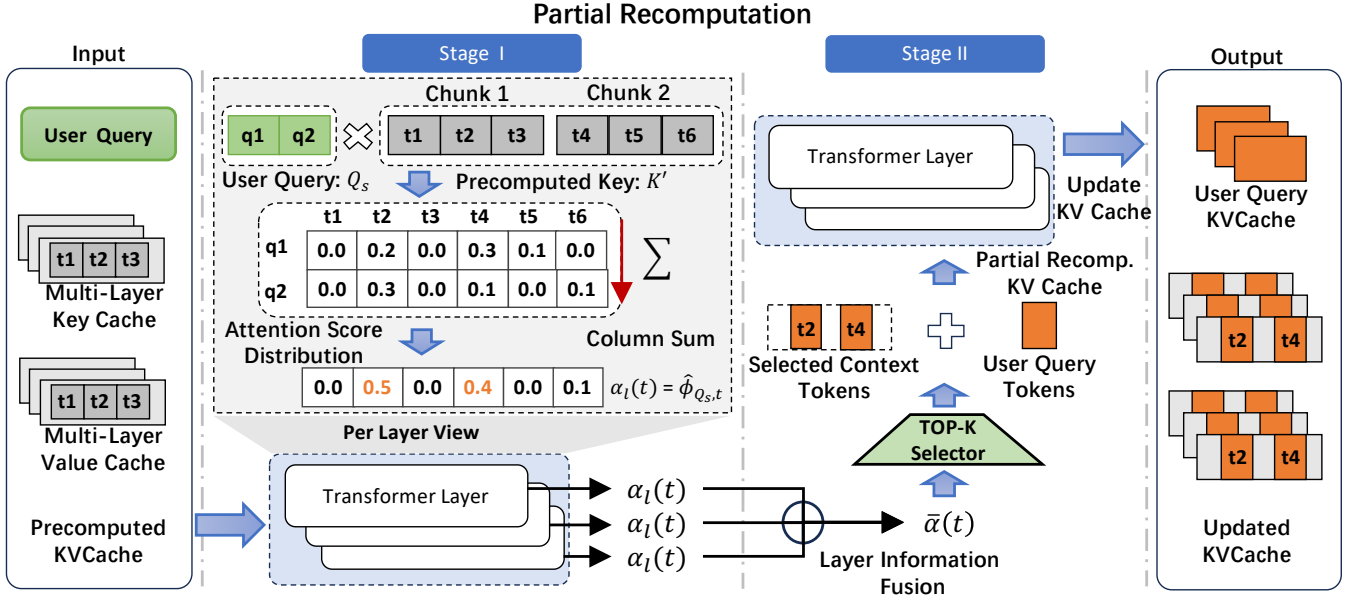 Partial Recomputation
Input
User Query
t1 t2 t3
Multi-Layer
Key Cache
t1 t2 t3
Multi-Layer
Value Cache
Precomputed
KVCache
Stage I
Chunk 1 Chunk 2
q1 q2 t1 t2 t3 t4 t5 t6
User Query: Q_s Precomputed Key: K'
t1 t2 t3 t4 t5 t6
q1 0.0 0.2 0.0 0.3 0.1 0.0
∑
q2 0.0 0.3 0.0 0.1 0.0 0.1
Attention Score
Distribution
Column Sum
0.0 0.5 0.0 0.4 0.0 0.1 α_l(t) = ϕ̂_{Q_s,t}
Per Layer View
Transformer Layer
α_l(t)
α_l(t)
α_l(t)
Stage II
Transformer Layer
Update
KV Cache
Partial Recomp.
KV Cache
t2 t4
Selected Context
Tokens
User Query
Tokens
TOP-K
Selector
ᾱ(t)
Layer Information
Fusion
Output
User Query
KVCache
t2 t4
t2 t4
Updated
KVCache